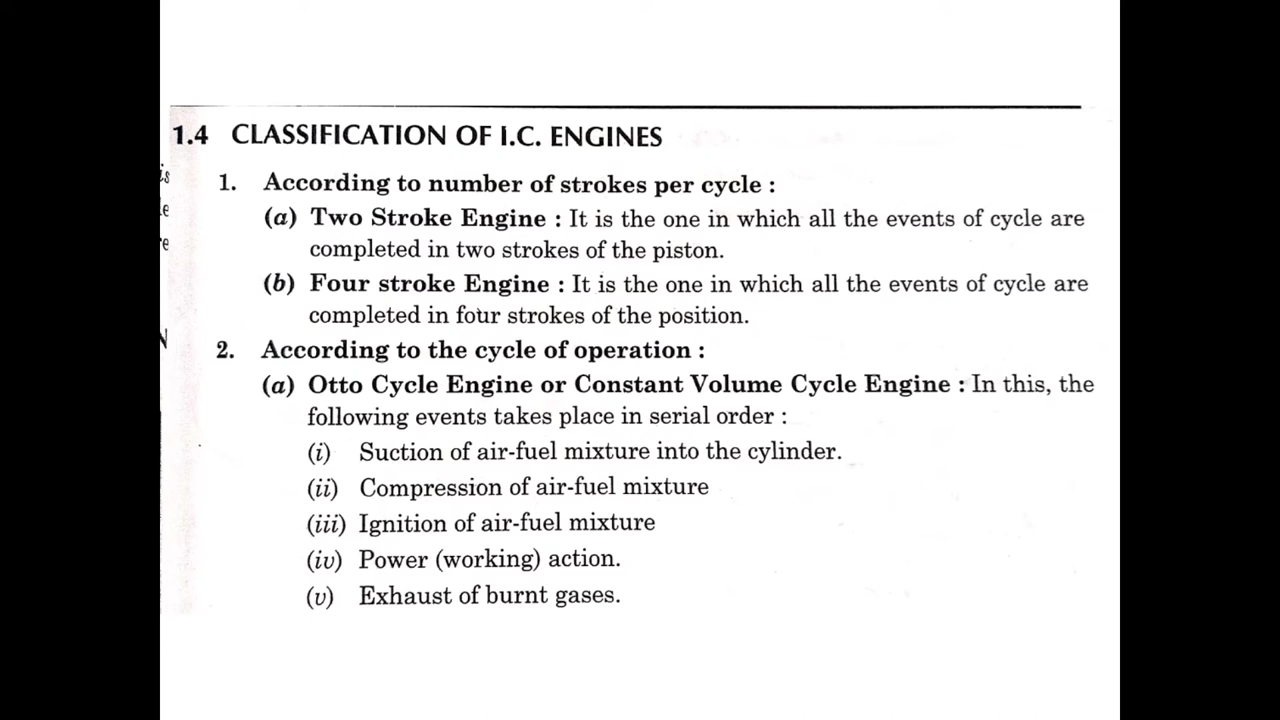 1.4 CLASSIFICATION OF I.C. ENGINES
is
1. According to number of strokes per cycle :
e
(a) Two Stroke Engine : It is the one in which all the events of cycle are
e
completed in two strokes of the piston.
(b) Four stroke Engine : It is the one in which all the events of cycle are
completed in four strokes of the position.
2. According to the cycle of operation :
(a) Otto Cycle Engine or Constant Volume Cycle Engine : In this, the
following events takes place in serial order :
(i) Suction of air-fuel mixture into the cylinder.
(ii) Compression of air-fuel mixture
(iii) Ignition of air-fuel mixture
(iv) Power (working) action.
(v) Exhaust of burnt gases.